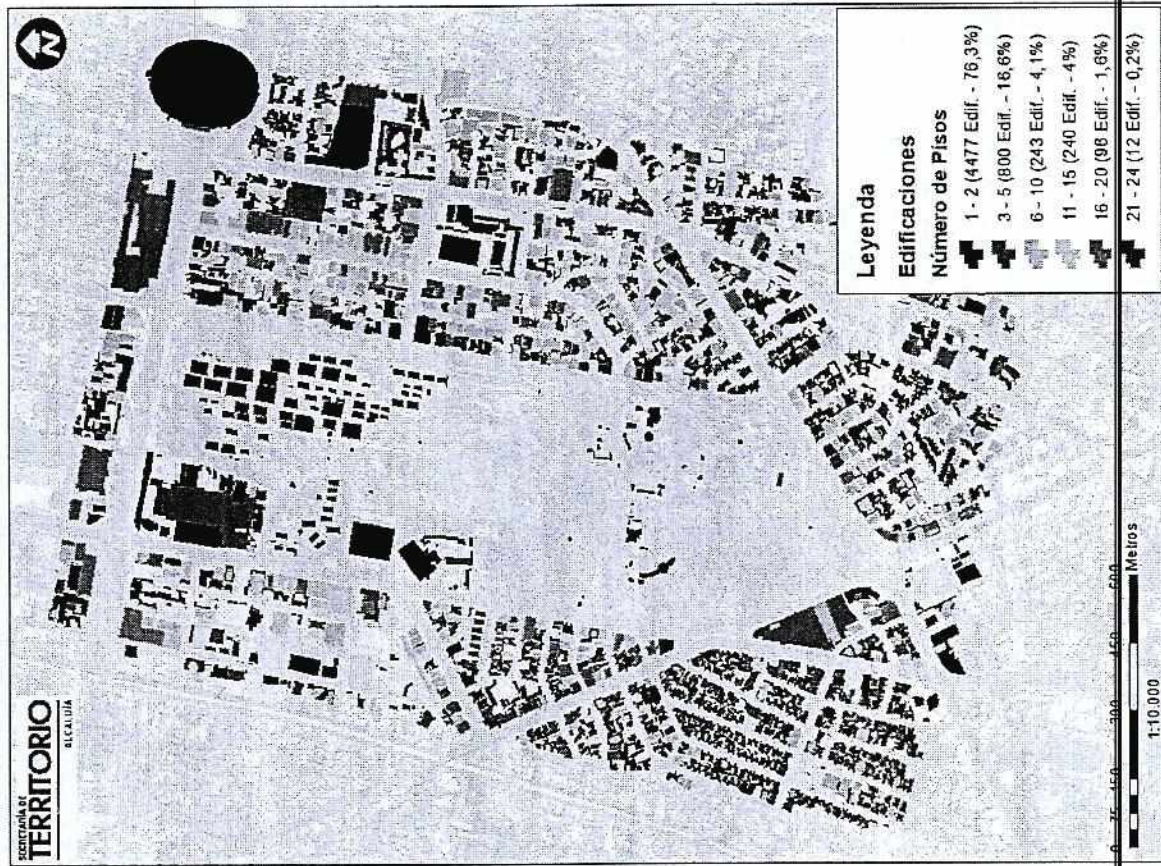 SECRETARÍA DE
TERRITORIO
ALCALDÍA
N
Leyenda
Edificaciones
Número de Pisos
1 - 2 (4477 Edif. - 76,3%)
3 - 5 (800 Edif. - 16,6%)
6 - 10 (243 Edif. - 4,1%)
11 - 15 (240 Edif. - 4%)
16 - 20 (96 Edif. - 1,6%)
21 - 24 (12 Edif. - 0,2%)
0 75 150 300 450 600
Metros
1:10.000